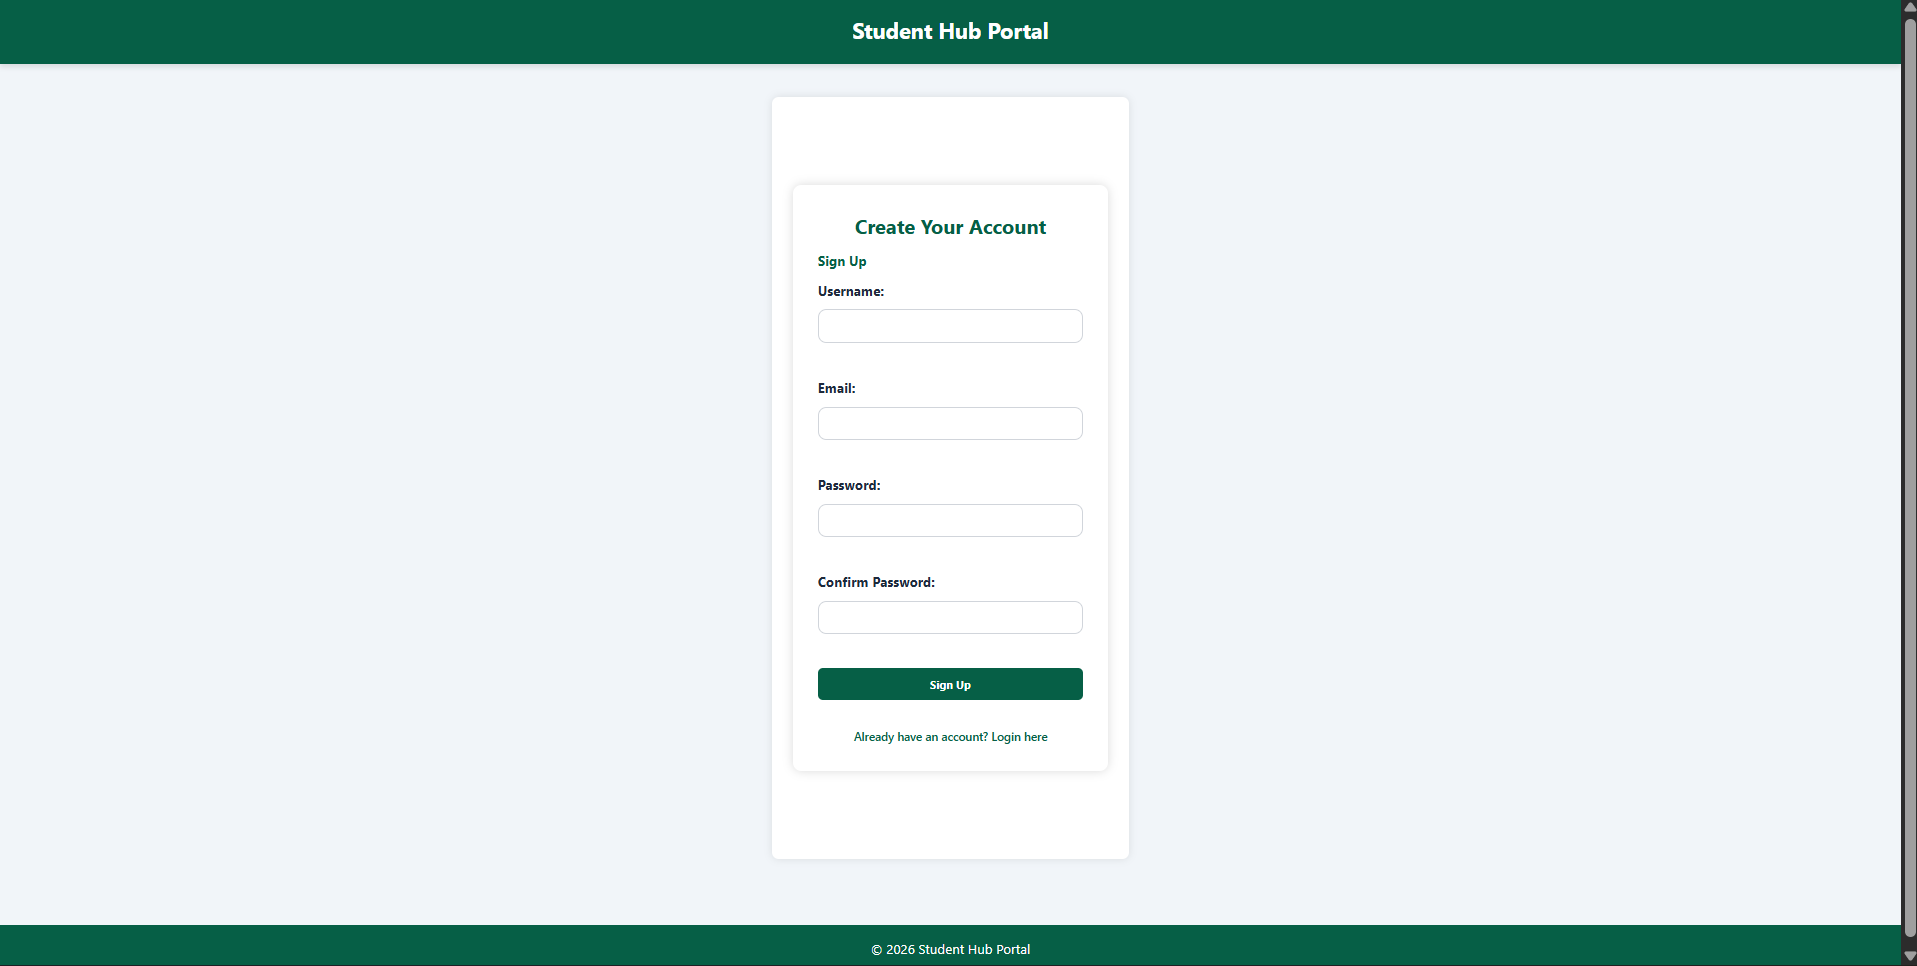 Student Hub Portal
Create Your Account
Sign Up
Username:
Email:
Password:
Confirm Password:
Sign Up
Already have an account? Login here
© 2026 Student Hub Portal